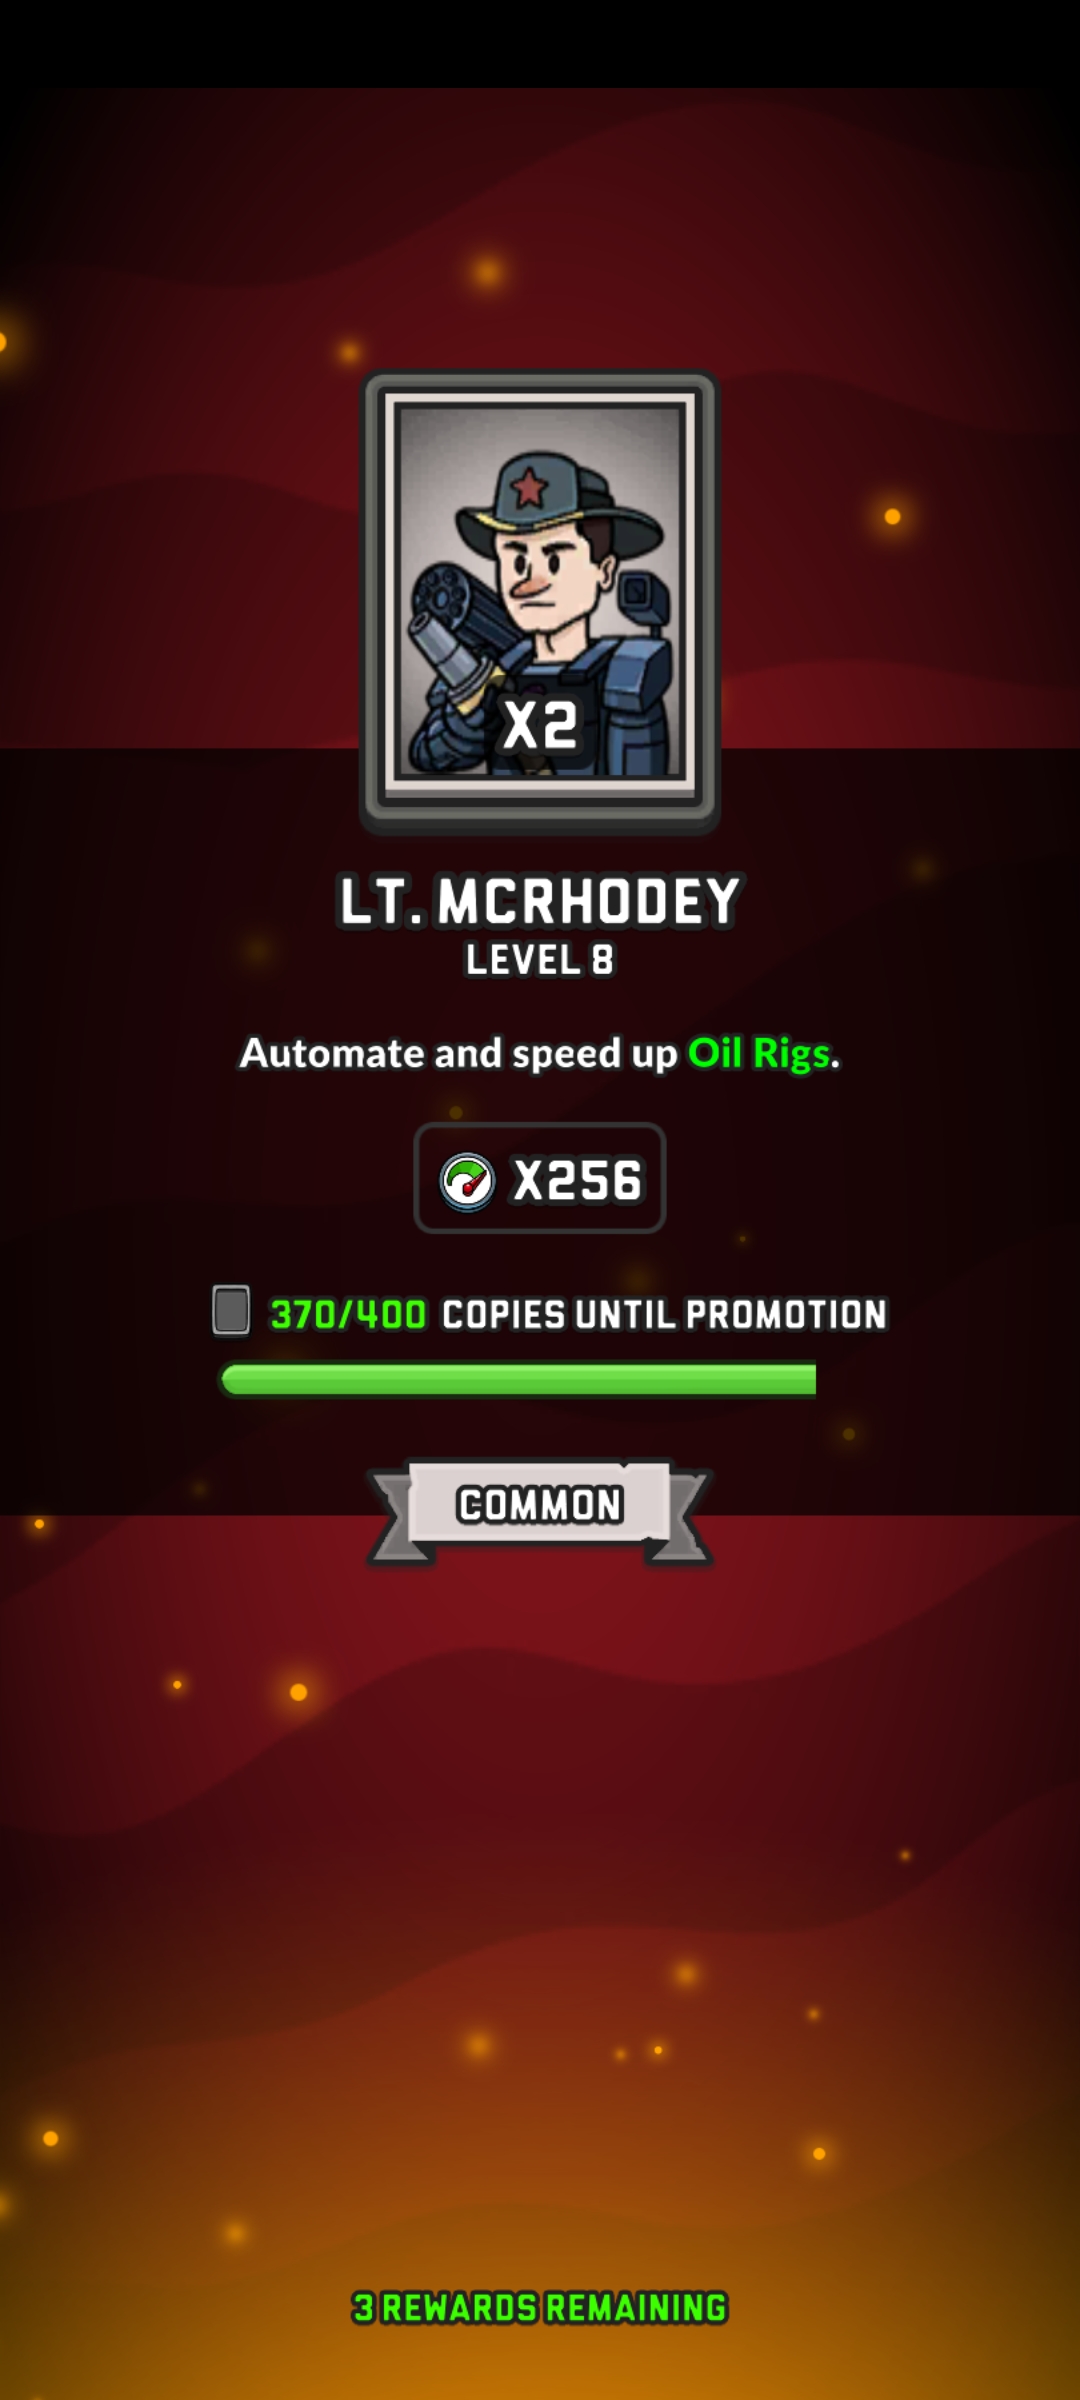 X2
LT. MCRHODEY
LEVEL 8
Automate and speed up Oil Rigs.
X256
370/400 COPIES UNTIL PROMOTION
COMMON
3 REWARDS REMAINING